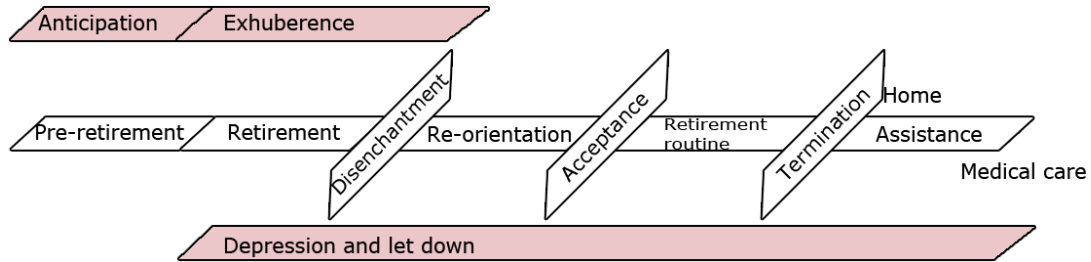 Anticipation
Exhuberence
Pre-retirement
Retirement
Disenchantment
Re-orientation
Acceptance
Retirement
routine
Termination
Home
Assistance
Medical care
Depression and let down